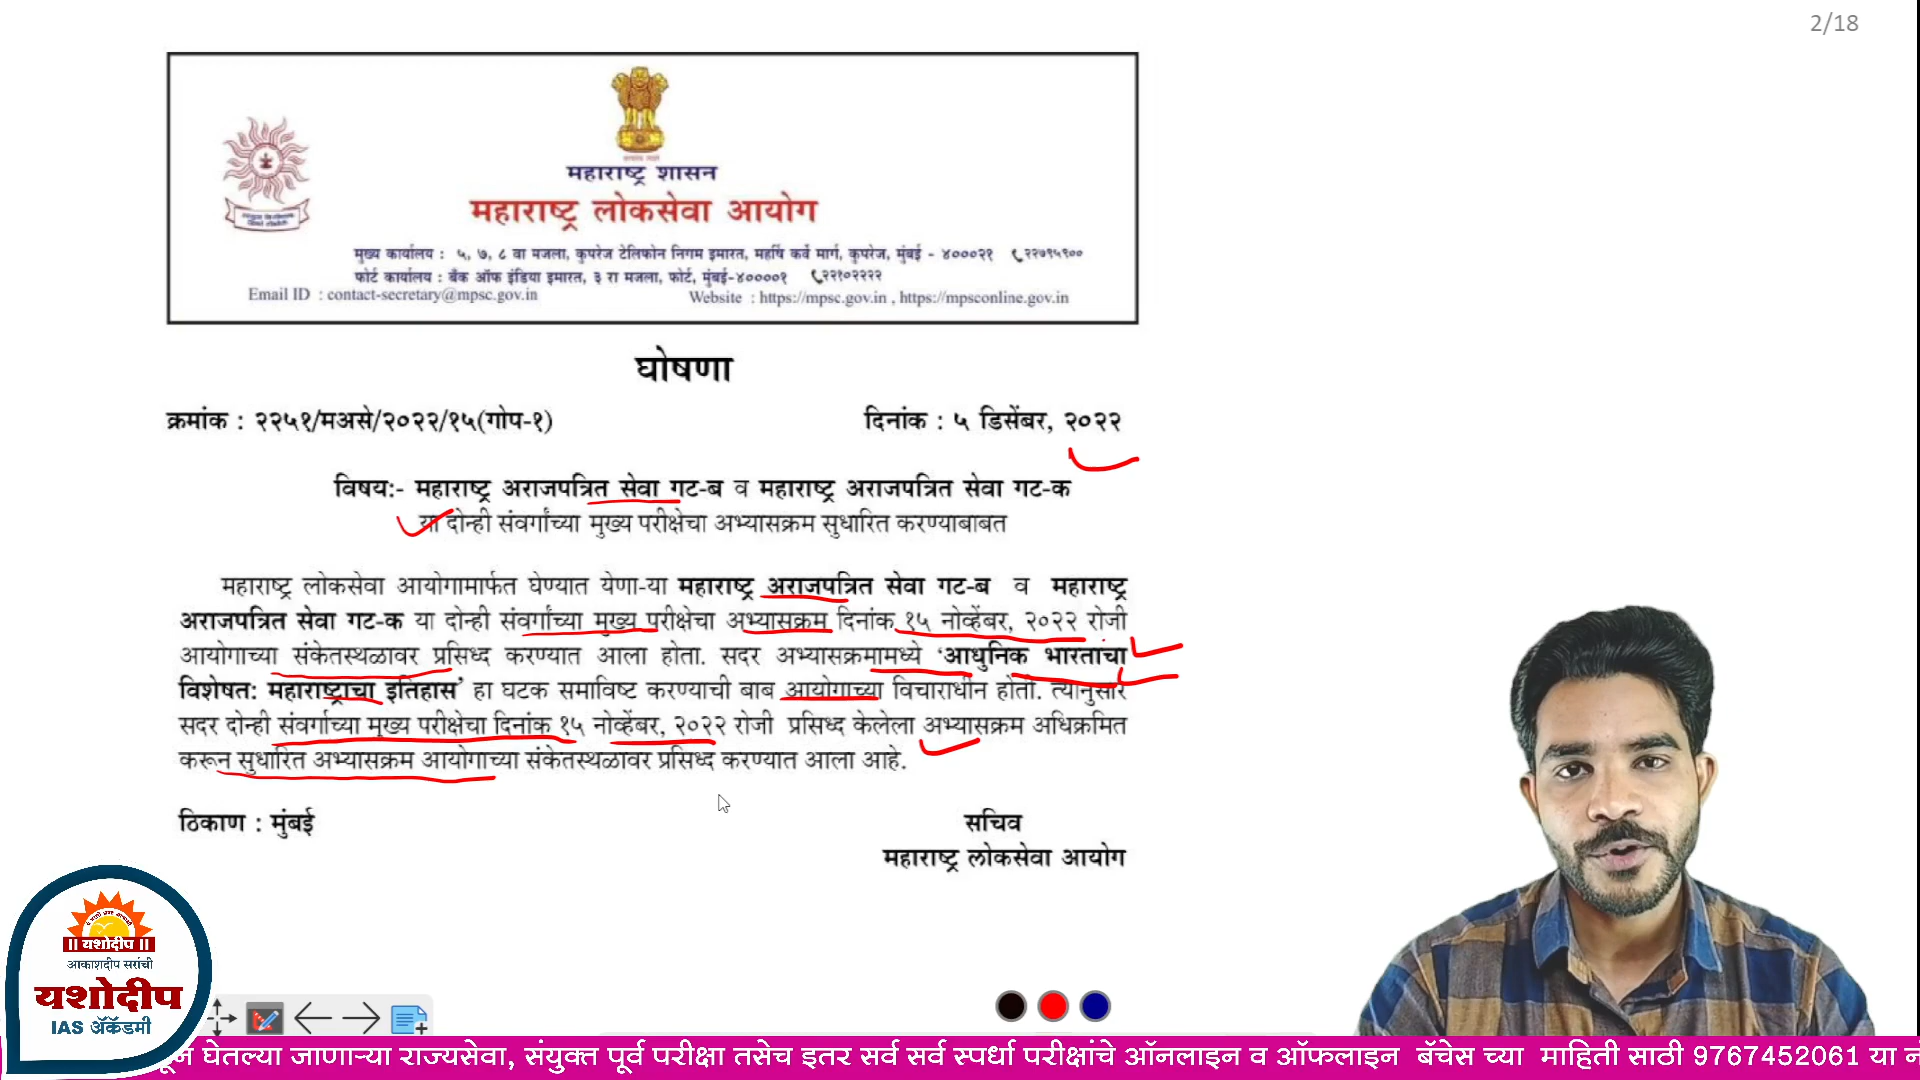 2/18
महाराष्ट्र शासन
महाराष्ट्र लोकसेवा आयोग
मुख्य कार्यालय : ५, ७, ८ वा मजला, कुपरेज टेलिफोन निगम इमारत, महर्षि कर्वे मार्ग, कुपरेज, मुंबई - ४०००२१ २२७९५९००
फोर्ट कार्यालय : बँक ऑफ इंडिया इमारत, ३ रा मजला, फोर्ट, मुंबई-४००००१ २२१०२२२२
Email ID : contact-secretary@mpsc.gov.in Website : https://mpsc.gov.in , https://mpsconline.gov.in
घोषणा
क्रमांक : २२५१/मअसे/२०२२/१५(गोप-१) दिनांक : ५ डिसेंबर, २०२२
विषय:- महाराष्ट्र अराजपत्रित सेवा गट-ब व महाराष्ट्र अराजपत्रित सेवा गट-क
या दोन्ही संवर्गांच्या मुख्य परीक्षेचा अभ्यासक्रम सुधारित करण्याबाबत
महाराष्ट्र लोकसेवा आयोगामार्फत घेण्यात येणा-या महाराष्ट्र अराजपत्रित सेवा गट-ब व महाराष्ट्र
अराजपत्रित सेवा गट-क या दोन्ही संवर्गांच्या मुख्य परीक्षेचा अभ्यासक्रम दिनांक १५ नोव्हेंबर, २०२२ रोजी
आयोगाच्या संकेतस्थळावर प्रसिध्द करण्यात आला होता. सदर अभ्यासक्रमामध्ये 'आधुनिक भारताचा
विशेषत: महाराष्ट्राचा इतिहास' हा घटक समाविष्ट करण्याची बाब आयोगाच्या विचाराधीन होती. त्यानुसार
सदर दोन्ही संवर्गाच्या मुख्य परीक्षेचा दिनांक १५ नोव्हेंबर, २०२२ रोजी प्रसिध्द केलेला अभ्यासक्रम अधिक्रमित
करून सुधारित अभ्यासक्रम आयोगाच्या संकेतस्थळावर प्रसिध्द करण्यात आला आहे.
ठिकाण : मुंबई सचिव
महाराष्ट्र लोकसेवा आयोग
॥ यशोदीप ॥
आकाशदीप सरांची
यशोदीप
IAS ॲकॅडमी
घेतल्या जाणाऱ्या राज्यसेवा, संयुक्त पूर्व परीक्षा तसेच इतर सर्व सर्व स्पर्धा परीक्षांचे ऑनलाइन व ऑफलाइन बॅचेस च्या माहिती साठी 9767452061 या